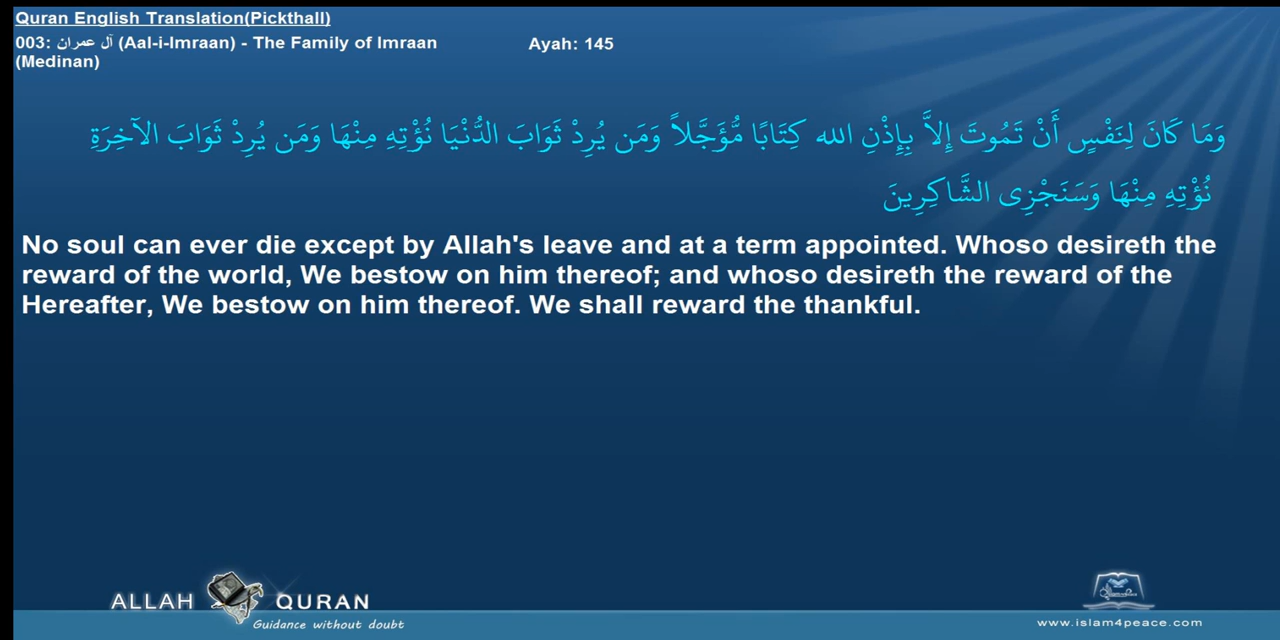 Quran English Translation(Pickthall)
003: آل عمران (Aal-i-Imraan) - The Family of Imraan
(Medinan)
Ayah: 145
وَمَا كَانَ لِنَفْسٍ أَنْ تَمُوتَ إِلاَّ بِإِذْنِ الله كِتَابًا مُّؤَجَّلاً وَمَن يُرِدْ ثَوَابَ الدُّنْيَا نُؤْتِهِ مِنْهَا وَمَن يُرِدْ ثَوَابَ الآخِرَةِ
نُؤْتِهِ مِنْهَا وَسَنَجْزِى الشَّاكِرِينَ
No soul can ever die except by Allah's leave and at a term appointed. Whoso desireth the
reward of the world, We bestow on him thereof; and whoso desireth the reward of the
Hereafter, We bestow on him thereof. We shall reward the thankful.
ALLAH QURAN
Guidance without doubt
www.islam4peace.com